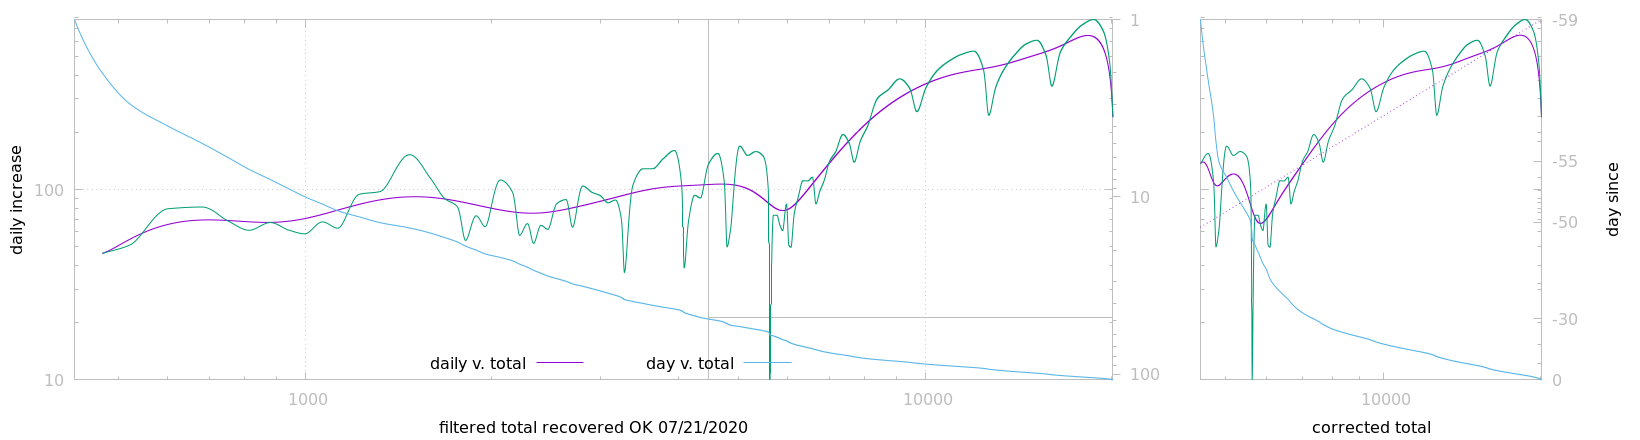 daily increase
100
10
1000
10000
filtered total recovered OK 07/21/2020
daily v. total
day v. total
1
10
100
10000
corrected total
-59
-55
-50
-30
0
day since